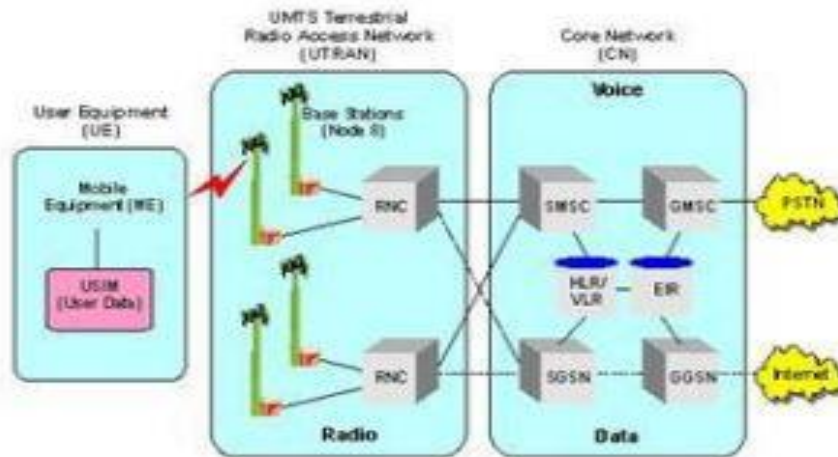 UMTS Terrestrial
Radio Access Network
(UTRAN)
Core Network
(CN)
User Equipment
(UE)
Base Stations
(Node B)
Voice
Mobile
Equipment (ME)
USIM
(User Data)
RNC
SMSC
GMSC
PSTN
HLR/
VLR
EIR
RNC
SGSN
GGSN
Internet
Radio
Data